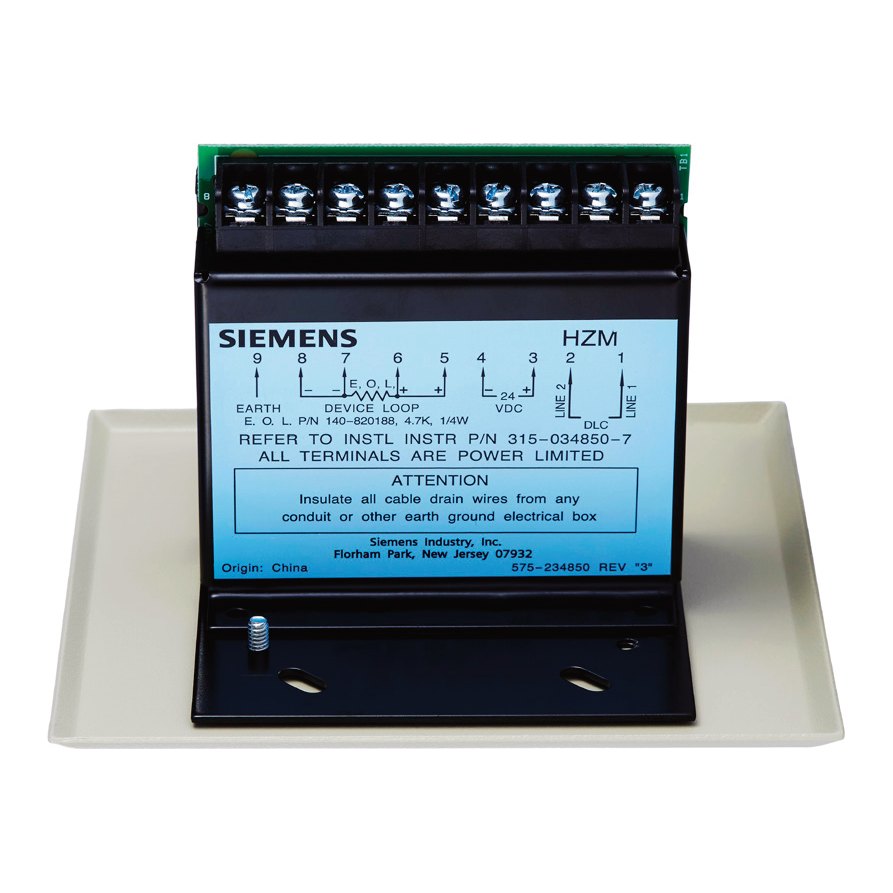 TB1
8
1
SIEMENS HZM
9 8 7 6 5 4 3 2 1
E. O. L.
- - + + - 24 +
EARTH DEVICE LOOP VDC LINE 2 LINE 1
DLC
E. O. L. P/N 140-820188, 4.7K, 1/4W
REFER TO INSTL INSTR P/N 315-034850-7
ALL TERMINALS ARE POWER LIMITED
ATTENTION
Insulate all cable drain wires from any
conduit or other earth ground electrical box
Siemens Industry, Inc.
Florham Park, New Jersey 07932
Origin: China 575-234850 REV "3"